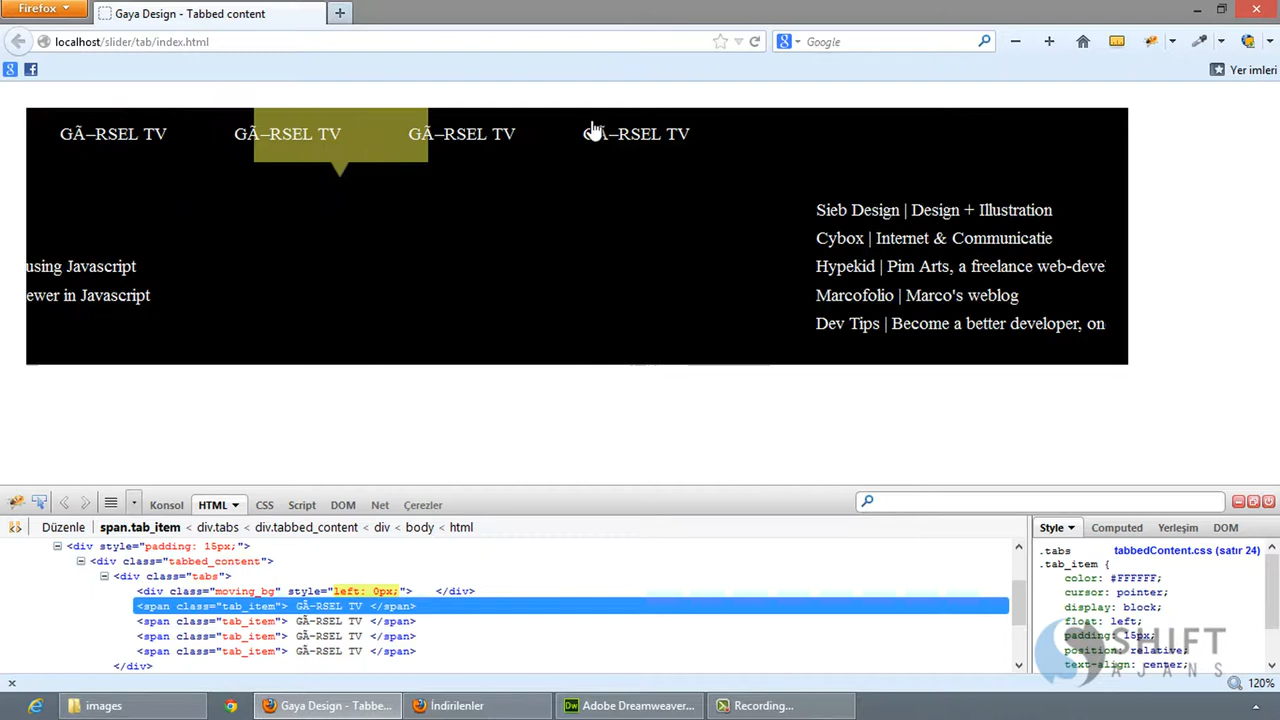 Firefox
Gaya Design - Tabbed content
localhost/slider/tab/index.html
Google
Yer imleri
GÃ–RSEL TV GÃ–RSEL TV GÃ–RSEL TV GÃ–RSEL TV
Sieb Design | Design + Illustration
Cybox | Internet & Communicatie
using Javascript
Hypekid | Pim Arts, a freelance web-deve
ewer in Javascript
Marcofolio | Marco's weblog
Dev Tips | Become a better developer, on
Konsol HTML CSS Script DOM Net Çerezler
Düzenle span.tab_item < div.tabs < div.tabbed_content < div < body < html
Style Computed Yerleşim DOM
<div style="padding: 15px;">
<div class="tabbed_content">
<div class="tabs">
<div class="moving_bg" style="left: 0px;"> </div>
<span class="tab_item"> GÃ–RSEL TV </span>
<span class="tab_item"> GÃ–RSEL TV </span>
<span class="tab_item"> GÃ–RSEL TV </span>
<span class="tab_item"> GÃ–RSEL TV </span>
</div>
.tabs tabbedContent.css (satır 24)
.tab_item {
color: #FFFFFF;
cursor: pointer;
display: block;
float: left;
padding: 15px;
position: relative;
text-align: center;
SHIFT
AJANS
120%
images
Gaya Design - Tabbe...
İndirilenler
Adobe Dreamweaver...
Recording...